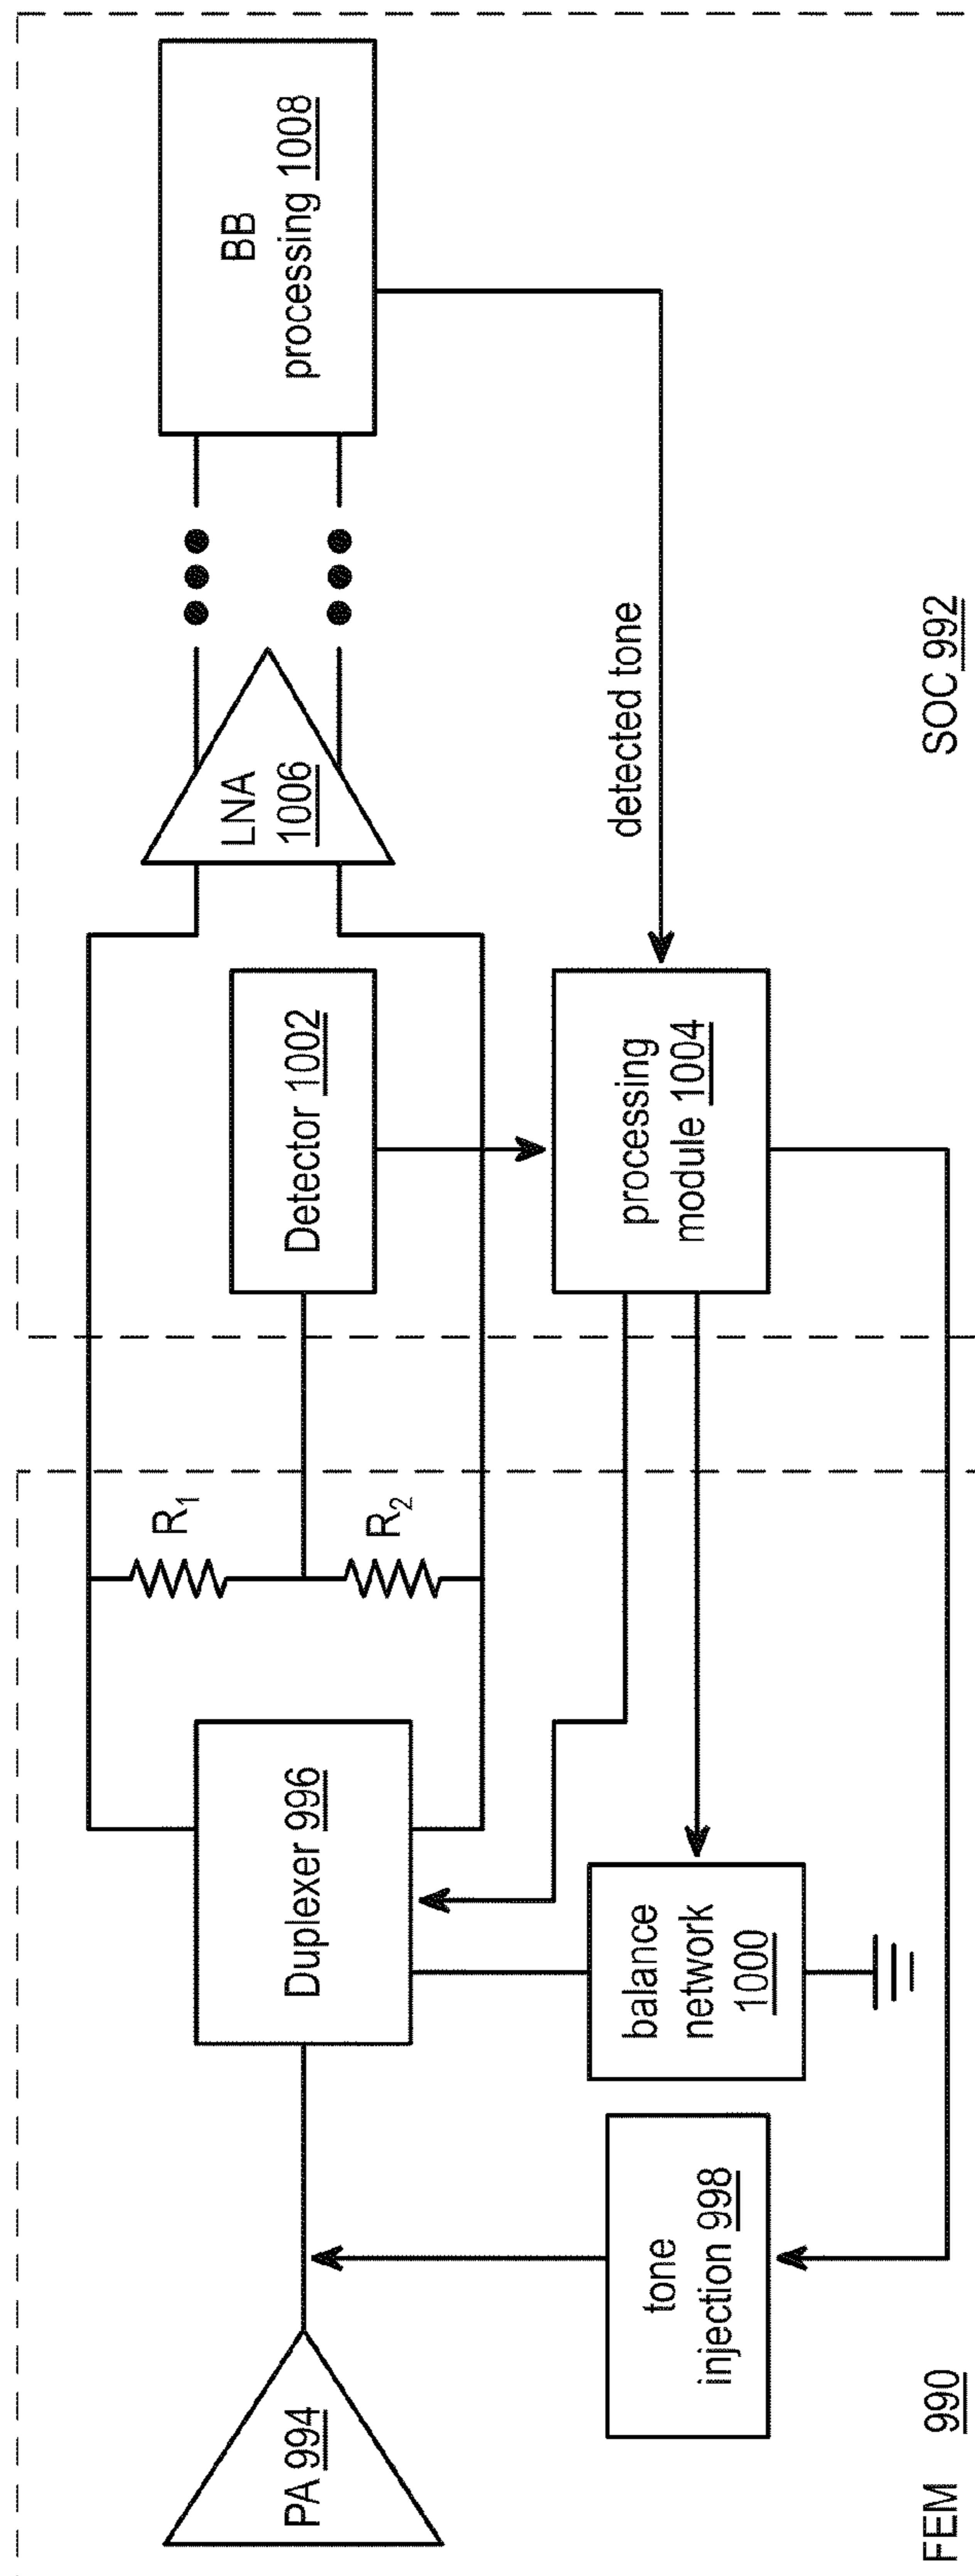 PA 994
tone
injection 998
Duplexer 996
balance
network
1000
R1
R2
Detector 1002
processing
module 1004
LNA
1006
detected tone
BB
processing 1008
FEM 990
SOC 992